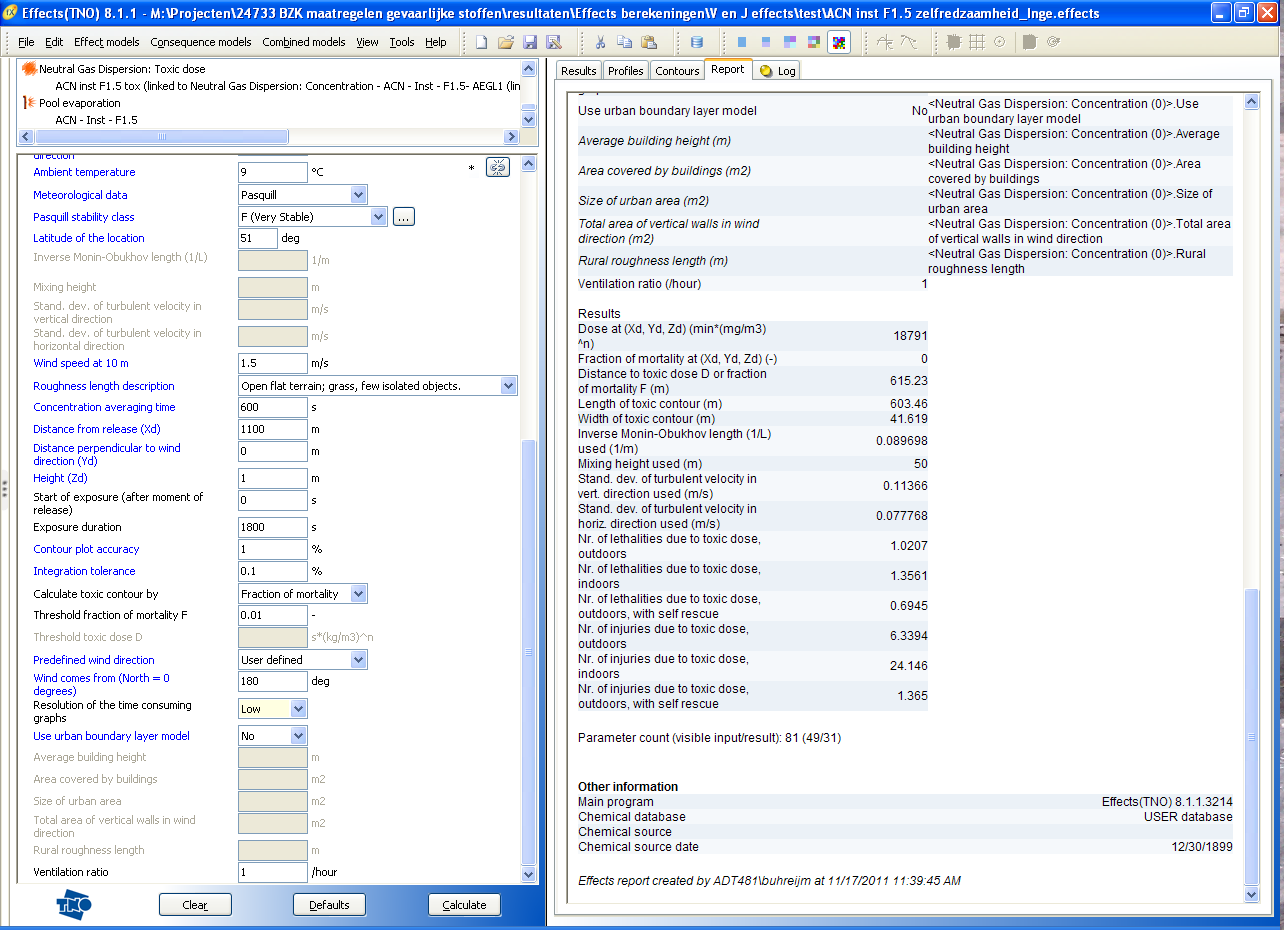 Effects(TNO) 8.1.1 - M:\Projecten\24733 BZK maatregelen gevaarlijke stoffen\resultaten\Effects berekeningen\W en J effects\test\ACN inst F1.5 zelfredzaamheid_Inge.effects
File Edit Effect models Consequence models Combined models View Tools Help
Neutral Gas Dispersion: Toxic dose
ACN inst F1.5 tox (linked to Neutral Gas Dispersion: Concentration - ACN - Inst - F1.5- AEGL1 (lin
Pool evaporation
ACN - Inst - F1.5
direction
Ambient temperature 9 °C *
Meteorological data Pasquill
Pasquill stability class F (Very Stable) ...
Latitude of the location 51 deg
Inverse Monin-Obukhov length (1/L) 1/m
Mixing height m
Stand. dev. of turbulent velocity in
vertical direction m/s
Stand. dev. of turbulent velocity in
horizontal direction m/s
Wind speed at 10 m 1.5 m/s
Roughness length description Open flat terrain; grass, few isolated objects.
Concentration averaging time 600 s
Distance from release (Xd) 1100 m
Distance perpendicular to wind
direction (Yd) 0 m
Height (Zd) 1 m
Start of exposure (after moment of
release) 0 s
Exposure duration 1800 s
Contour plot accuracy 1 %
Integration tolerance 0.1 %
Calculate toxic contour by Fraction of mortality
Threshold fraction of mortality F 0.01 -
Threshold toxic dose D s*(kg/m3)^n
Predefined wind direction User defined
Wind comes from (North = 0
degrees) 180 deg
Resolution of the time consuming
graphs Low
Use urban boundary layer model No
Average building height m
Area covered by buildings m2
Size of urban area m2
Total area of vertical walls in wind
direction m2
Rural roughness length m
Ventilation ratio 1 /hour
TNO Clear Defaults Calculate
Results Profiles Contours Report Log
Use urban boundary layer model No <Neutral Gas Dispersion: Concentration (0)>.Use
urban boundary layer model
Average building height (m) <Neutral Gas Dispersion: Concentration (0)>.Average
building height
Area covered by buildings (m2) <Neutral Gas Dispersion: Concentration (0)>.Area
covered by buildings
Size of urban area (m2) <Neutral Gas Dispersion: Concentration (0)>.Size of
urban area
Total area of vertical walls in wind <Neutral Gas Dispersion: Concentration (0)>.Total area
direction (m2) of vertical walls in wind direction
Rural roughness length (m) <Neutral Gas Dispersion: Concentration (0)>.Rural
roughness length
Ventilation ratio (/hour) 1
Results
Dose at (Xd, Yd, Zd) (min*(mg/m3)
^n) 18791
Fraction of mortality at (Xd, Yd, Zd) (-) 0
Distance to toxic dose D or fraction
of mortality F (m) 615.23
Length of toxic contour (m) 603.46
Width of toxic contour (m) 41.619
Inverse Monin-Obukhov length (1/L)
used (1/m) 0.089698
Mixing height used (m) 50
Stand. dev. of turbulent velocity in
vert. direction used (m/s) 0.11366
Stand. dev. of turbulent velocity in
horiz. direction used (m/s) 0.077768
Nr. of lethalities due to toxic dose,
outdoors 1.0207
Nr. of lethalities due to toxic dose,
indoors 1.3561
Nr. of lethalities due to toxic dose,
outdoors, with self rescue 0.6945
Nr. of injuries due to toxic dose,
outdoors 6.3394
Nr. of injuries due to toxic dose,
indoors 24.146
Nr. of injuries due to toxic dose,
outdoors, with self rescue 1.365
Parameter count (visible input/result): 81 (49/31)
Other information
Main program Effects(TNO) 8.1.1.3214
Chemical database USER database
Chemical source
Chemical source date 12/30/1899
Effects report created by ADT481\buhreijm at 11/17/2011 11:39:45 AM